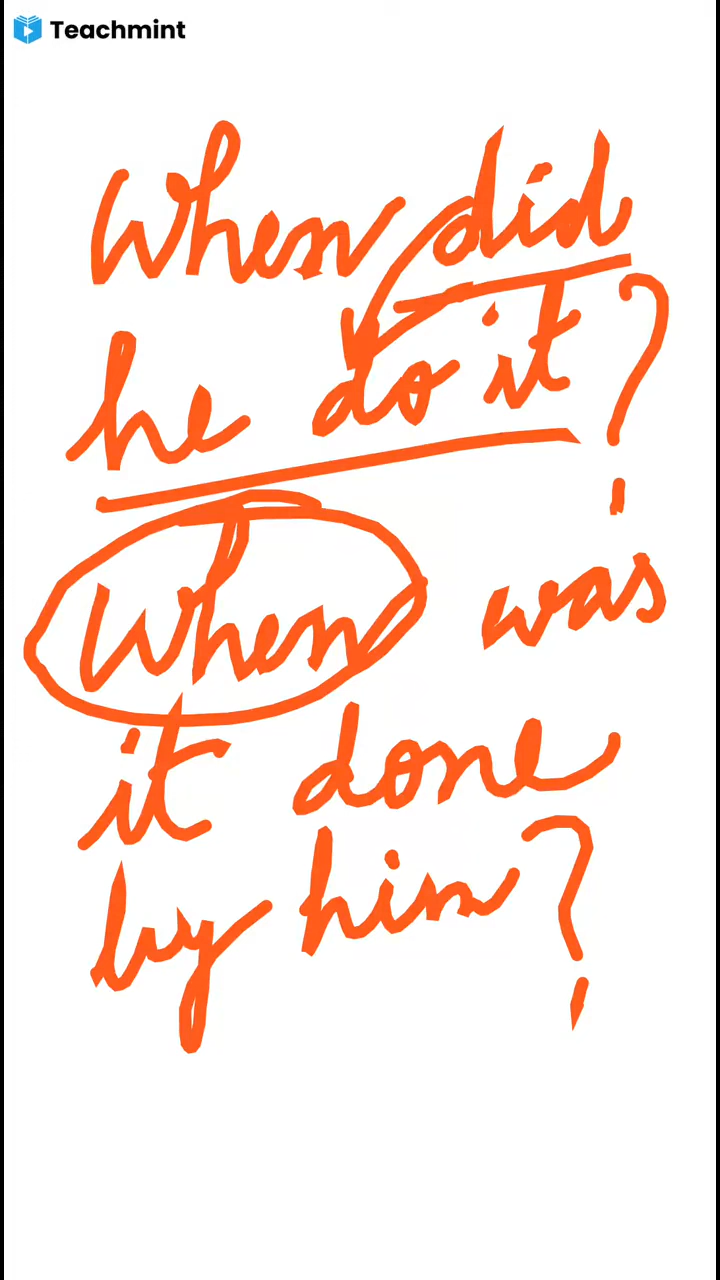 Teachmint
When did
he do it?
When was
it done
by him?